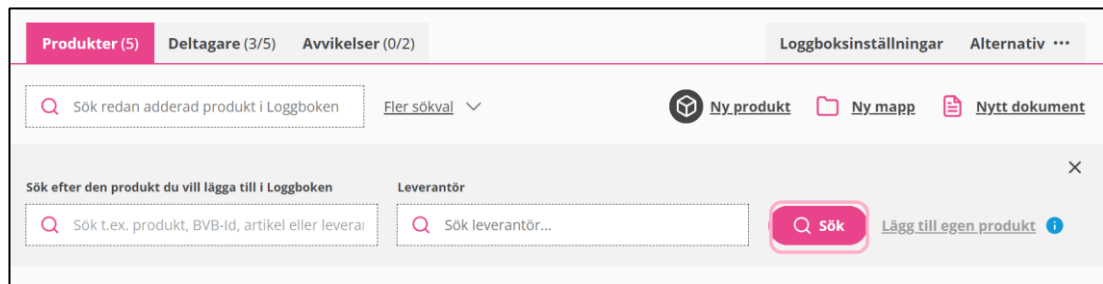 Produkter (5) Deltagare (3/5) Avvikelser (0/2) Loggboksinställningar Alternativ ···
Sök redan adderad produkt i Loggboken Fler sökval Ny produkt Ny mapp Nytt dokument
Sök efter den produkt du vill lägga till i Loggboken Leverantör
Sök t.ex. produkt, BVB-Id, artikel eller levera Sök leverantör... Sök Lägg till egen produkt i